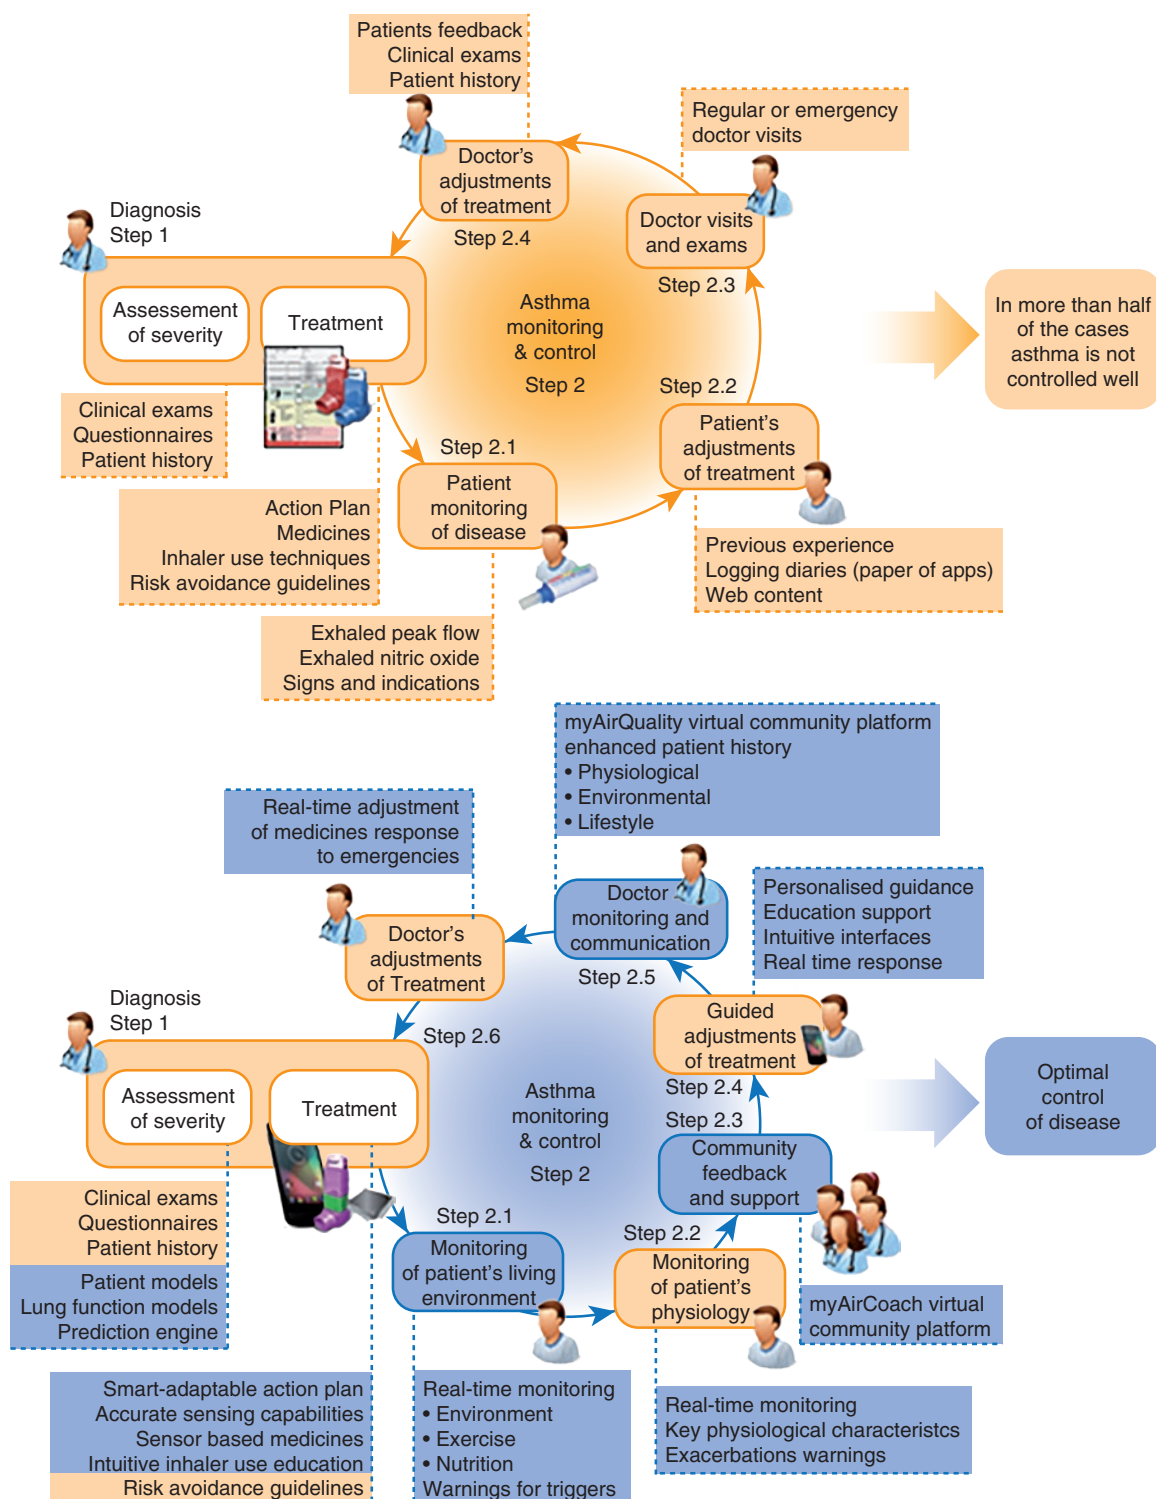 Patients feedback
Clinical exams
Patient history
Regular or emergency
doctor visits
Doctor's
adjustments
of treatment
Step 2.4
Doctor visits
and exams
Step 2.3
Diagnosis
Step 1
Assessement
of severity
Treatment
Asthma
monitoring
& control
Step 2
In more than half
of the cases
asthma is not
controlled well
Step 2.2
Patient's
adjustments
of treatment
Clinical exams
Questionnaires
Patient history
Step 2.1
Patient
monitoring
of disease
Action Plan
Medicines
Inhaler use techniques
Risk avoidance guidelines
Previous experience
Logging diaries (paper of apps)
Web content
Exhaled peak flow
Exhaled nitric oxide
Signs and indications
myAirQuality virtual community platform
enhanced patient history
• Physiological
• Environmental
• Lifestyle
Real-time adjustment
of medicines response
to emergencies
Doctor
monitoring and
communication
Step 2.5
Personalised guidance
Education support
Intuitive interfaces
Real time response
Doctor's
adjustments
of Treatment
Step 2.6
Diagnosis
Step 1
Guided
adjustments
of treatment
Step 2.4
Assessment
of severity
Treatment
Asthma
monitoring
& control
Step 2
Optimal
control
of disease
Step 2.3
Community
feedback
and support
Clinical exams
Questionnaires
Patient history
Patient models
Lung function models
Prediction engine
Step 2.1
Monitoring
of patient's living
environment
Step 2.2
Monitoring
of patient's
physiology
myAirCoach virtual
community platform
Smart-adaptable action plan
Accurate sensing capabilities
Sensor based medicines
Intuitive inhaler use education
Risk avoidance guidelines
Real-time monitoring
• Environment
• Exercise
• Nutrition
Warnings for triggers
Real-time monitoring
Key physiological characteristcs
Exacerbations warnings